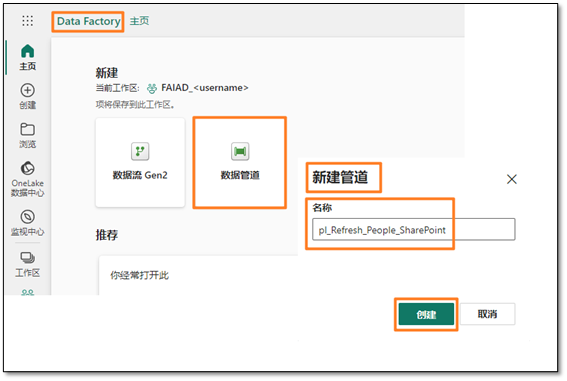 Data Factory 主页
主页
创建
浏览
OneLake
数据中心
监视中心
工作区
新建
当前工作区: FAIAD_<username>
项将保存到此工作区。
数据流 Gen2
数据管道
推荐
你经常打开此
新建管道
名称
pl_Refresh_People_SharePoint
创建
取消